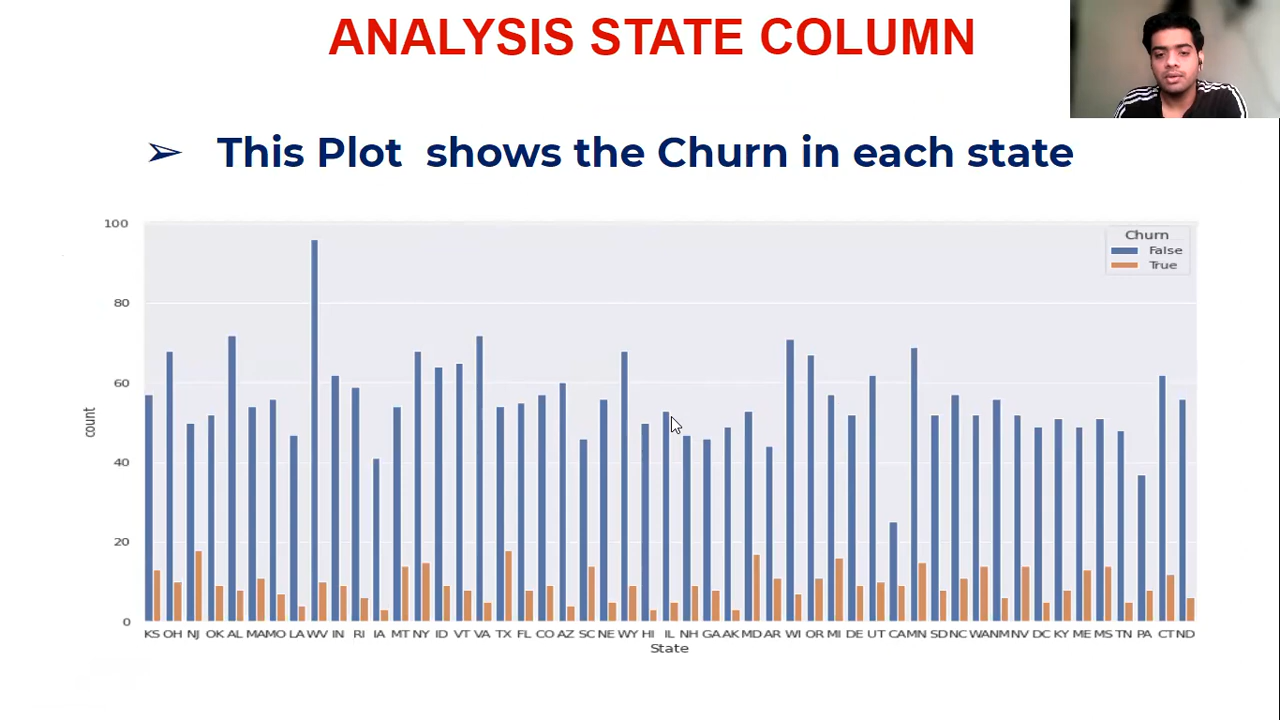 ANALYSIS STATE COLUMN
➢ This Plot shows the Churn in each state
Churn
False
True
100
80
60
40
20
0
count
KS OH NJ OK AL MA MO LA WV IN RI IA MT NY ID VT VA TX FL CO AZ SC NE WY HI IL NH GA AK MD AR WI OR MI DE UT CA MN SD NC WA NM NV DC KY ME MS TN PA CT ND
State